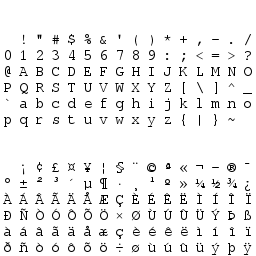 ! " # $ % & ' ( ) * + , - . /
0 1 2 3 4 5 6 7 8 9 : ; < = > ?
@ A B C D E F G H I J K L M N O
P Q R S T U V W X Y Z [ \ ] ^ _
` a b c d e f g h i j k l m n o
p q r s t u v w x y z { | } ~
¡ ¢ £ ¤ ¥ ¦ § ¨ © ª « ¬ - ® ¯
° ± ² ³ ´ µ ¶ · ¸ ¹ º » ¼ ½ ¾ ¿
À Á Â Ã Ä Å Æ Ç È É Ê Ë Ì Í Î Ï
Ð Ñ Ò Ó Ô Õ Ö × Ø Ù Ú Û Ü Ý Þ ß
à á â ã ä å æ ç è é ê ë ì í î ï
ð ñ ò ó ô õ ö ÷ ø ù ú û ü ý þ ÿ